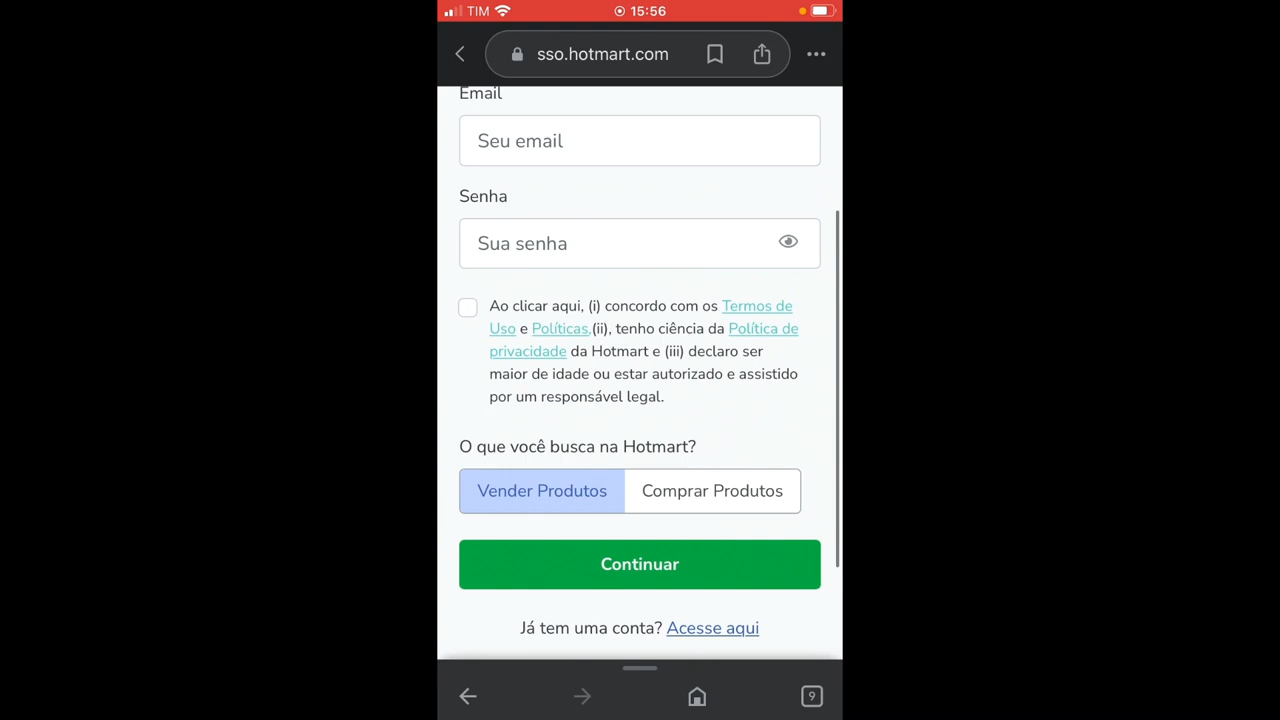 TIM 15:56
sso.hotmart.com
Email
Seu email
Senha
Sua senha
Ao clicar aqui, (i) concordo com os Termos de
Uso e Políticas,(ii), tenho ciência da Política de
privacidade da Hotmart e (iii) declaro ser
maior de idade ou estar autorizado e assistido
por um responsável legal.
O que você busca na Hotmart?
Vender Produtos Comprar Produtos
Continuar
Já tem uma conta? Acesse aqui
9